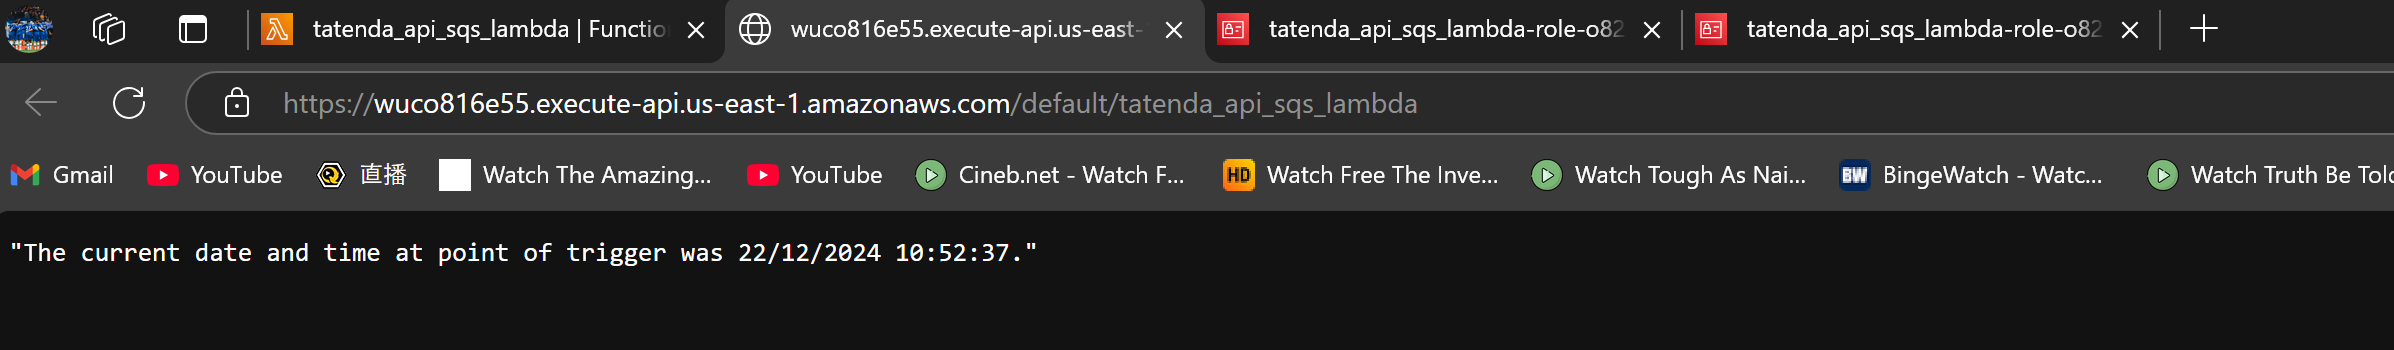 tatenda_api_sqs_lambda | Functio
wuco816e55.execute-api.us-east-
tatenda_api_sqs_lambda-role-o82
tatenda_api_sqs_lambda-role-o82
https://wuco816e55.execute-api.us-east-1.amazonaws.com/default/tatenda_api_sqs_lambda
Gmail YouTube 直播 Watch The Amazing... YouTube Cineb.net - Watch F... HD Watch Free The Inve... Watch Tough As Nai... BW BingeWatch - Watc... Watch Truth Be Told
"The current date and time at point of trigger was 22/12/2024 10:52:37."